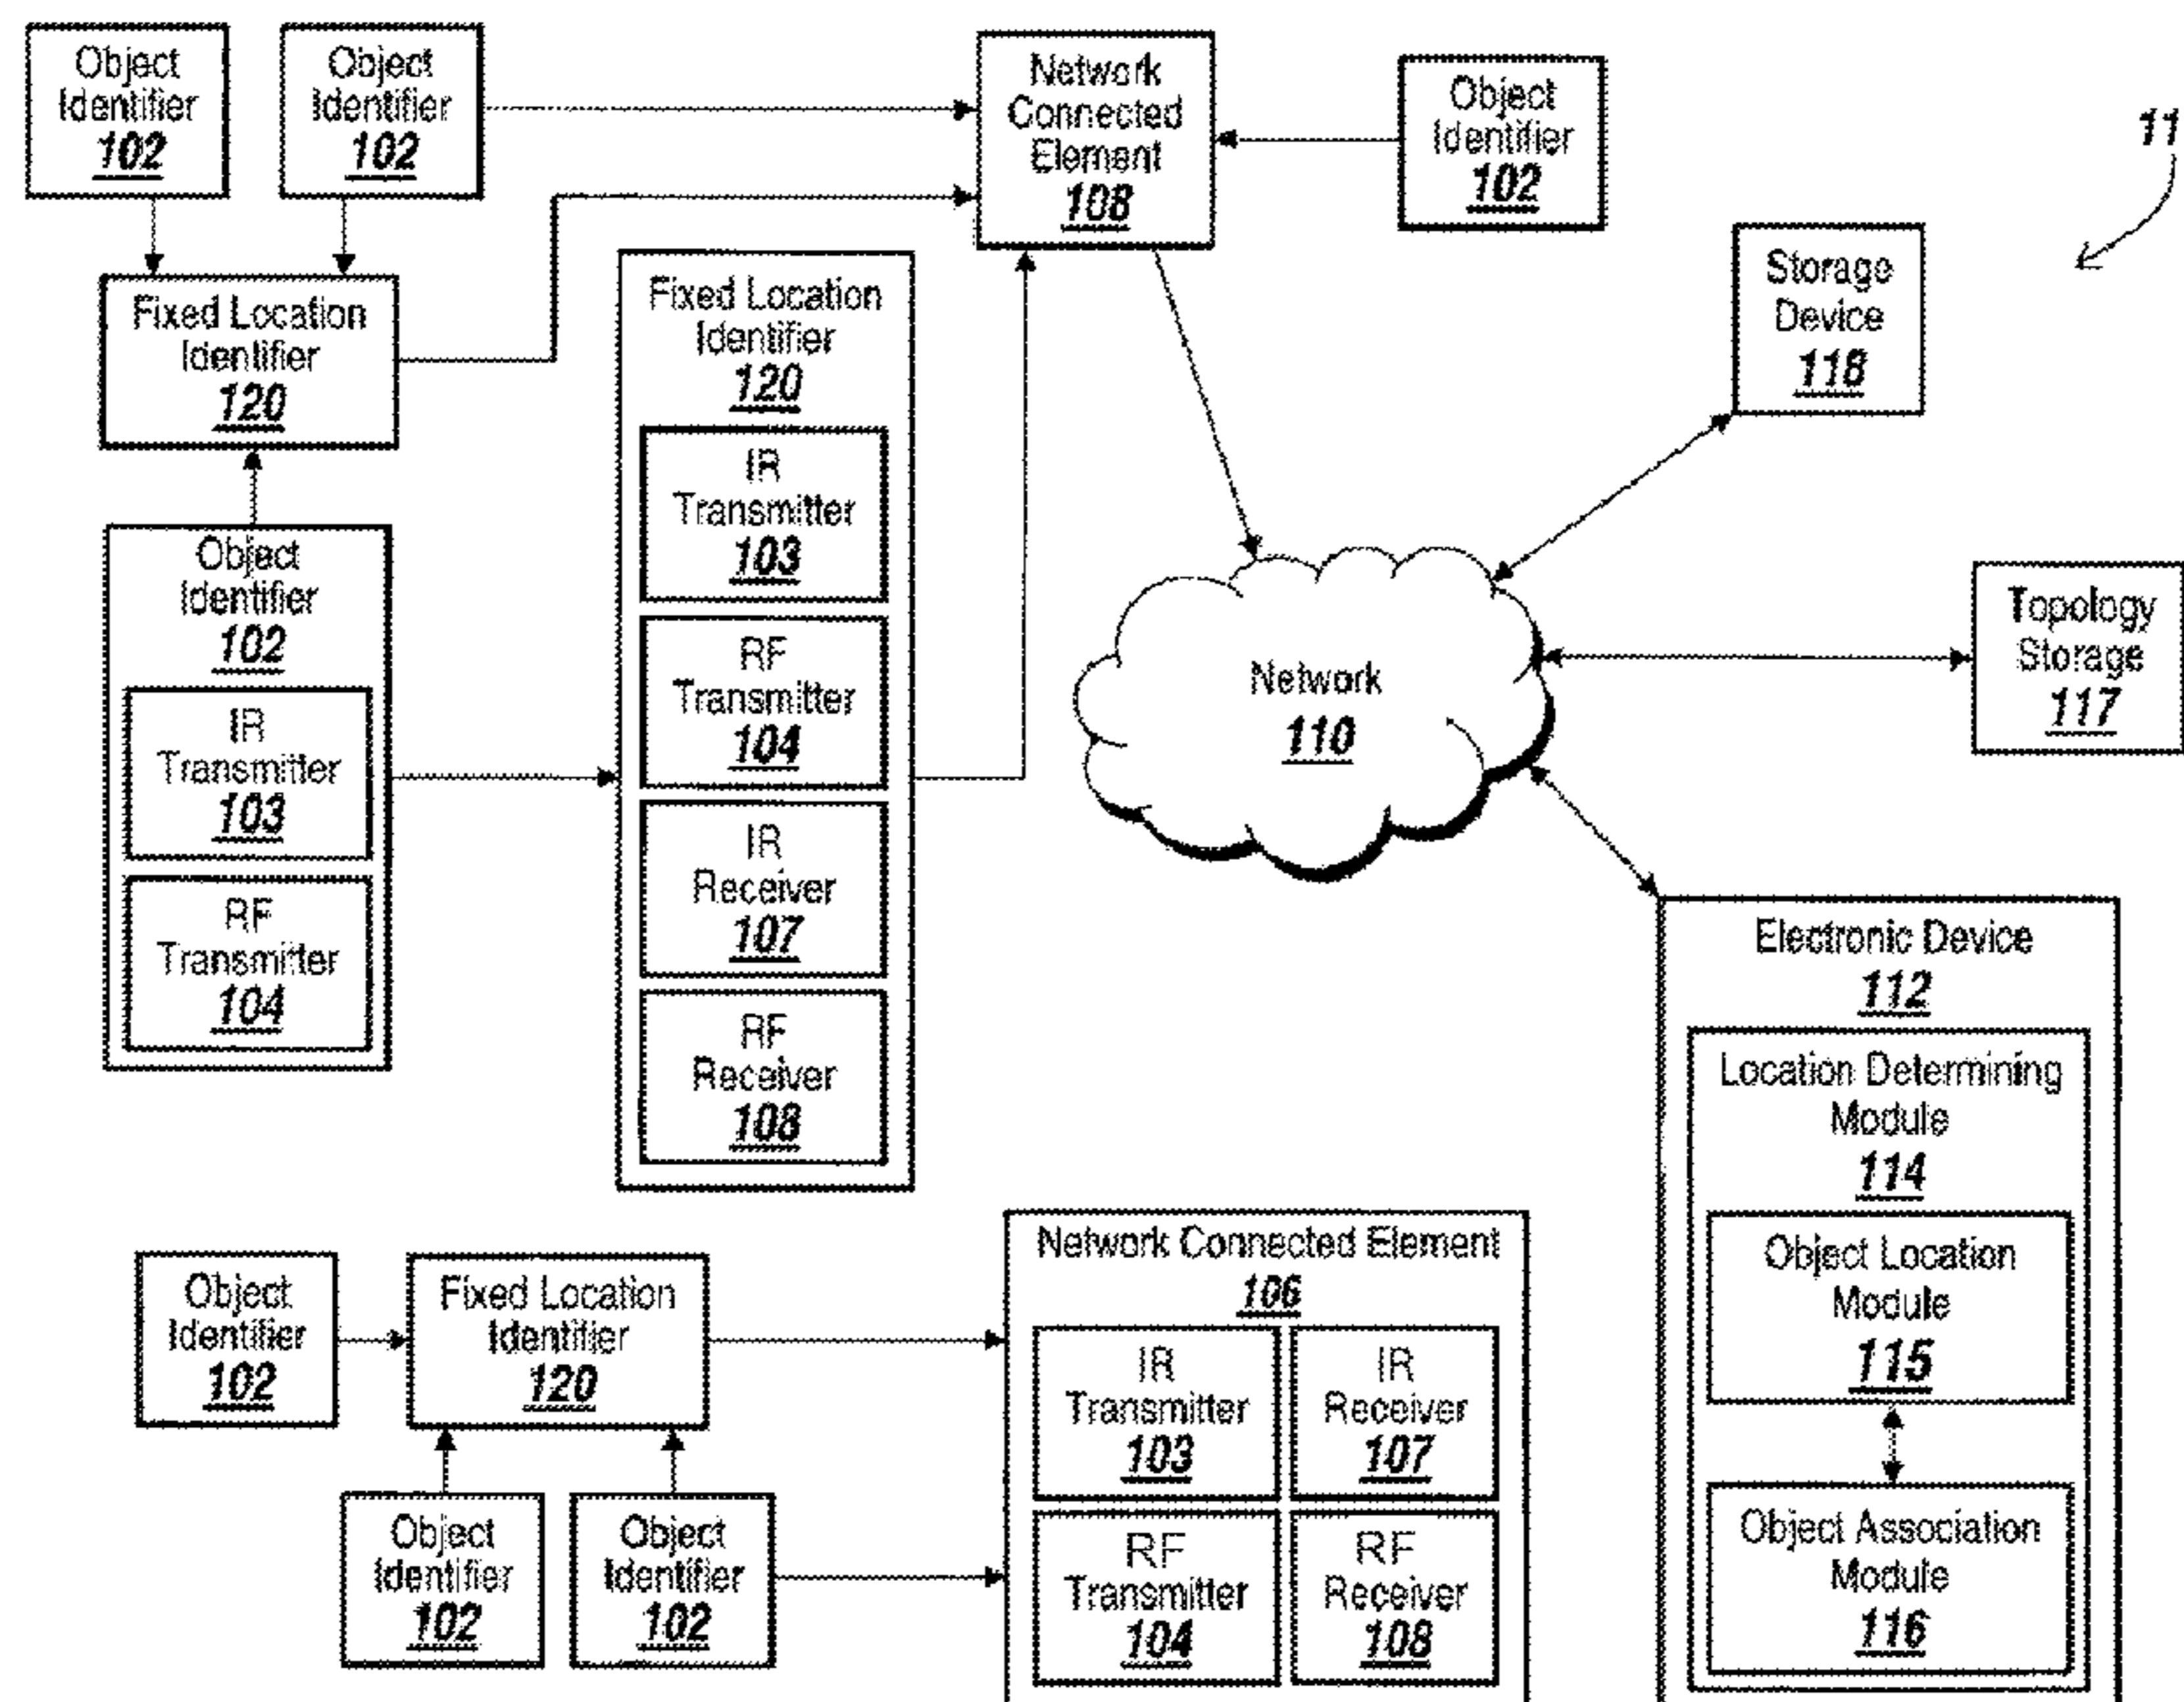 Object
Identifier
102
Object
Identifier
102
Network
Connected
Element
108
Object
Identifier
102
11
Storage
Device
118
Fixed Location
Identifier
120
Fixed Location
Identifier
120
IR
Transmitter
103
RF
Transmitter
104
IR
Receiver
107
RF
Receiver
108
Object
Identifier
102
IR
Transmitter
103
RF
Transmitter
104
Network
110
Topology
Storage
117
Electronic Device
112
Location Determining
Module
114
Object Location
Module
115
Object Association
Module
116
Object
Identifier
102
Fixed Location
Identifier
120
Object
Identifier
102
Object
Identifier
102
Network Connected Element
106
IR
Transmitter
103
IR
Receiver
107
RF
Transmitter
104
RF
Receiver
108